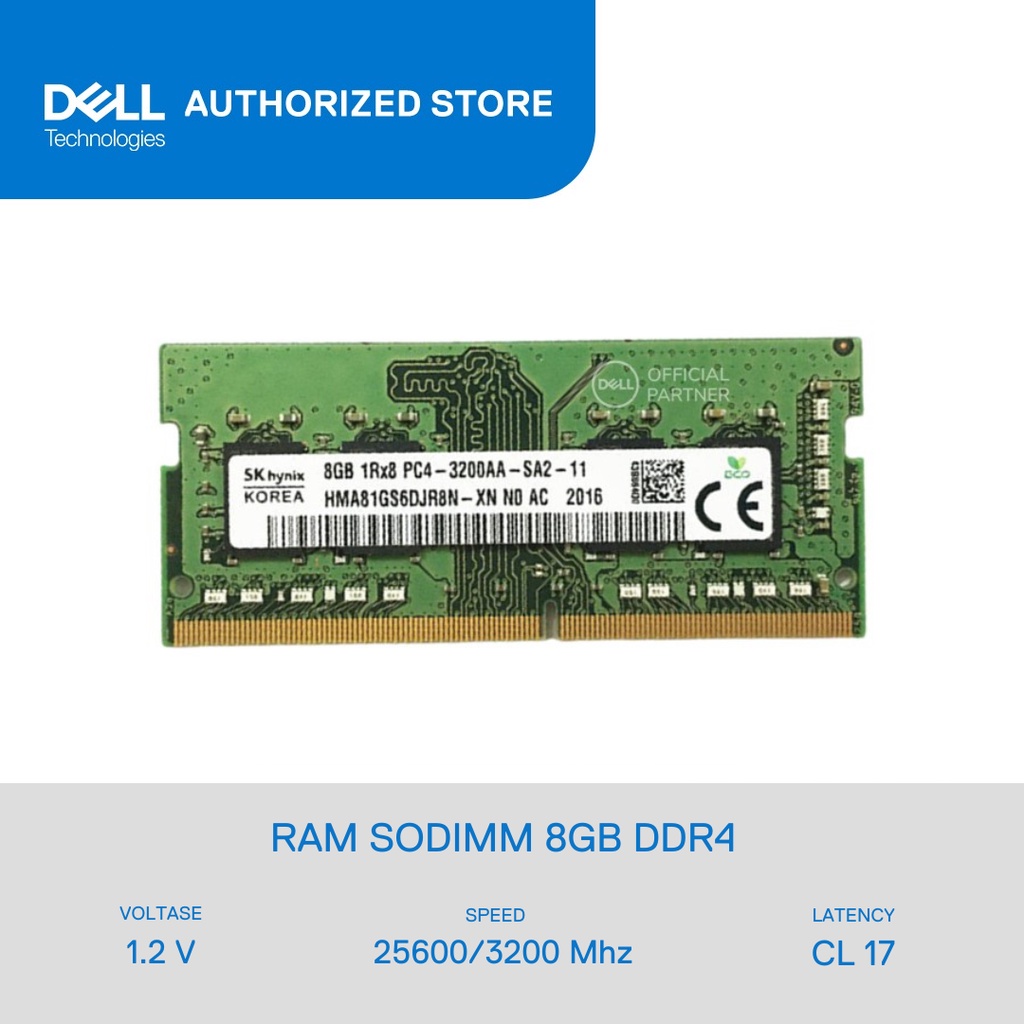 DELL Technologies AUTHORIZED STORE
DELL OFFICIAL PARTNER
SK hynix
KOREA
8GB 1Rx8 PC4-3200AA-SA2-11
HMA81GS6DJR8N-XN N0 AC 2016
ECO
CE
RAM SODIMM 8GB DDR4
VOLTASE
1.2 V
SPEED
25600/3200 Mhz
LATENCY
CL 17